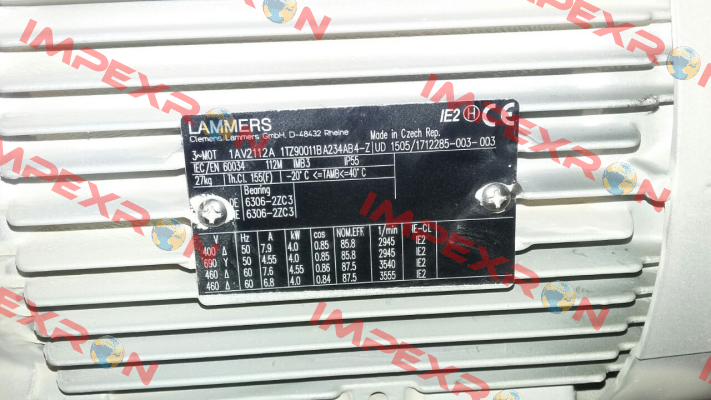 IMPEXRON
IMPEXRON
LAMMERS
IE2 H CE
Clemens Lammers GmbH, D-48432 Rheine
Made in Czech Rep.
3~MOT 1AV2112A 1TZ90011BA234AB4-Z UD 1505/1712285-003-003
IEC/EN 60034 112M IMB3 IP55
27kg Th.Cl. 155(F) -20°C <=TAMB<=40°C
Bearing
DE 6306-2ZC3
E 6306-2ZC3
V Hz A kW cos NOM.EFF 1/min IE-CL
400 Δ 50 7.9 4.0 0.85 85.8 2945 IE2
690 Y 50 4.55 4.0 0.85 85.8 2945 IE2
460 Δ 60 7.6 4.55 0.86 87.5 3540 IE2
460 Δ 60 6.8 4.0 0.84 87.5 3555 IE2
IMPEXRON
IMPEXRON